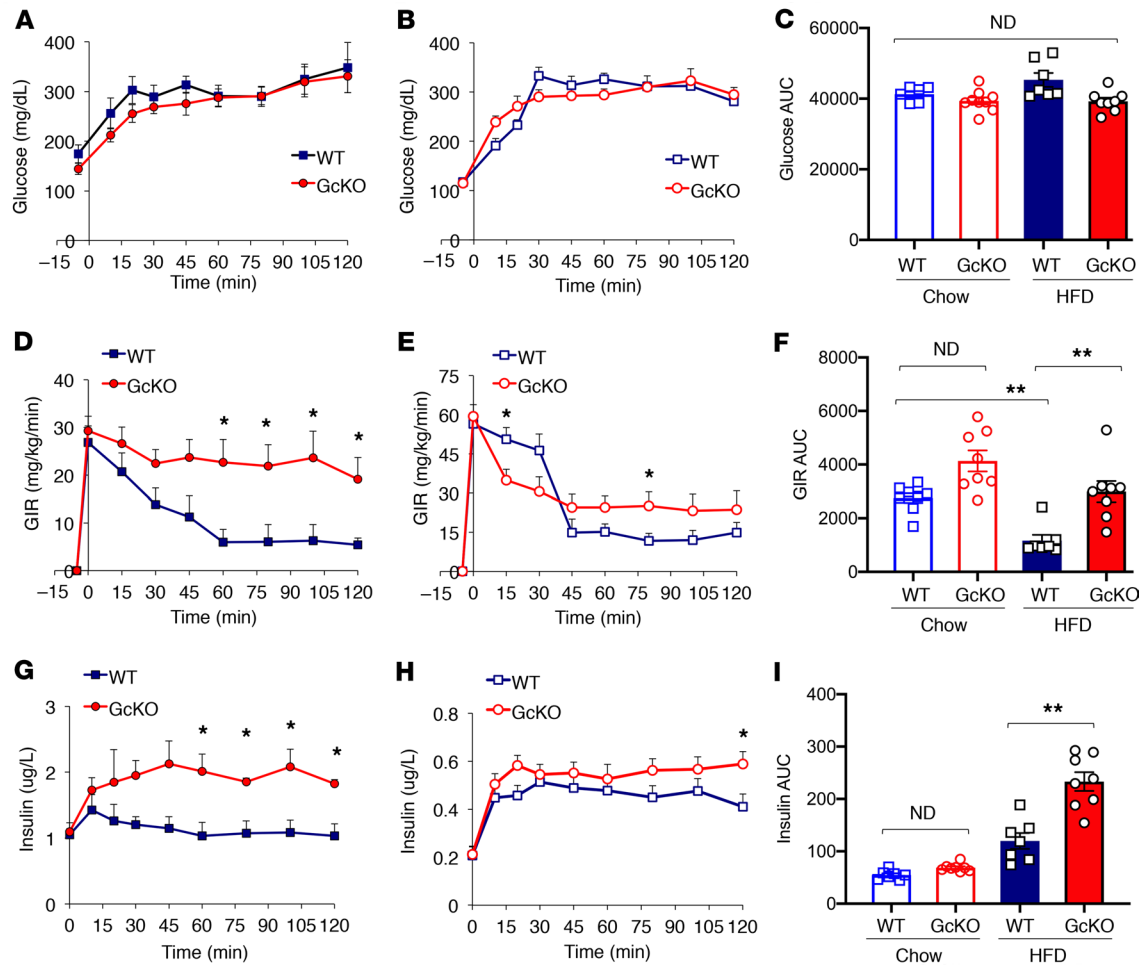 A
Glucose (mg/dL)
400
300
200
100
0
WT
GcKO
–15 0 15 30 45 60 75 90 105 120
Time (min)
B
Glucose (mg/dL)
400
300
200
100
0
WT
GcKO
–15 0 15 30 45 60 75 90 105 120
Time (min)
C
Glucose AUC
60000
40000
20000
0
ND
WT GcKO WT GcKO
Chow HFD
D
WT
GcKO
GIR (mg/kg/min)
40
30
20
10
0
* * * *
–15 0 15 30 45 60 75 90 105 120
Time (min)
E
WT
GcKO
GIR (mg/kg/min)
75
60
45
30
15
0
* *
–15 0 15 30 45 60 75 90 105 120
Time (min)
F
GIR AUC
8000
6000
4000
2000
0
ND
**
**
WT GcKO WT GcKO
Chow HFD
G
WT
GcKO
Insulin (ug/L)
3
2
1
0
* * * *
0 15 30 45 60 75 90 105 120
Time (min)
H
WT
GcKO
Insulin (ug/L)
0.8
0.6
0.4
0.2
0
*
0 15 30 45 60 75 90 105 120
Time (min)
I
Insulin AUC
400
300
200
100
0
ND
**
WT GcKO WT GcKO
Chow HFD